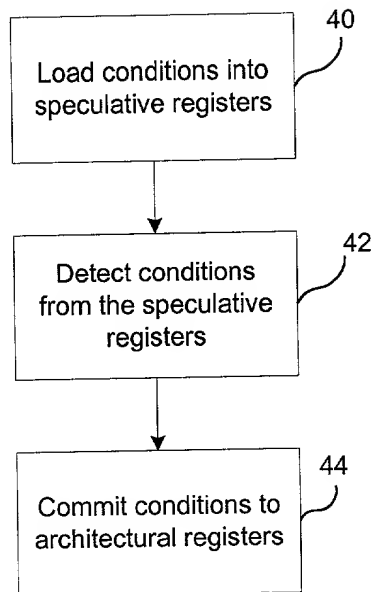 40
Load conditions into
speculative registers
42
Detect conditions
from the speculative
registers
44
Commit conditions to
architectural registers